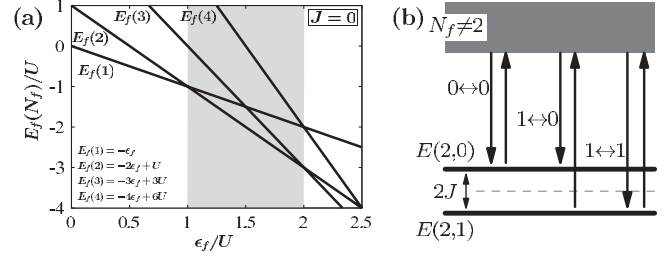 (a)
E_f(N_f)/U
1
0
-1
-2
-3
-4
E_f(2)
E_f(3)
E_f(4)
J = 0
E_f(1)
E_f(1) = −ϵ_f
E_f(2) = −2ϵ_f + U
E_f(3) = −3ϵ_f + 3U
E_f(4) = −4ϵ_f + 6U
0 0.5 1 1.5 2 2.5
ϵ_f/U
(b)
N_f≠2
0↔0
1↔0
1↔1
E(2,0)
2J
E(2,1)